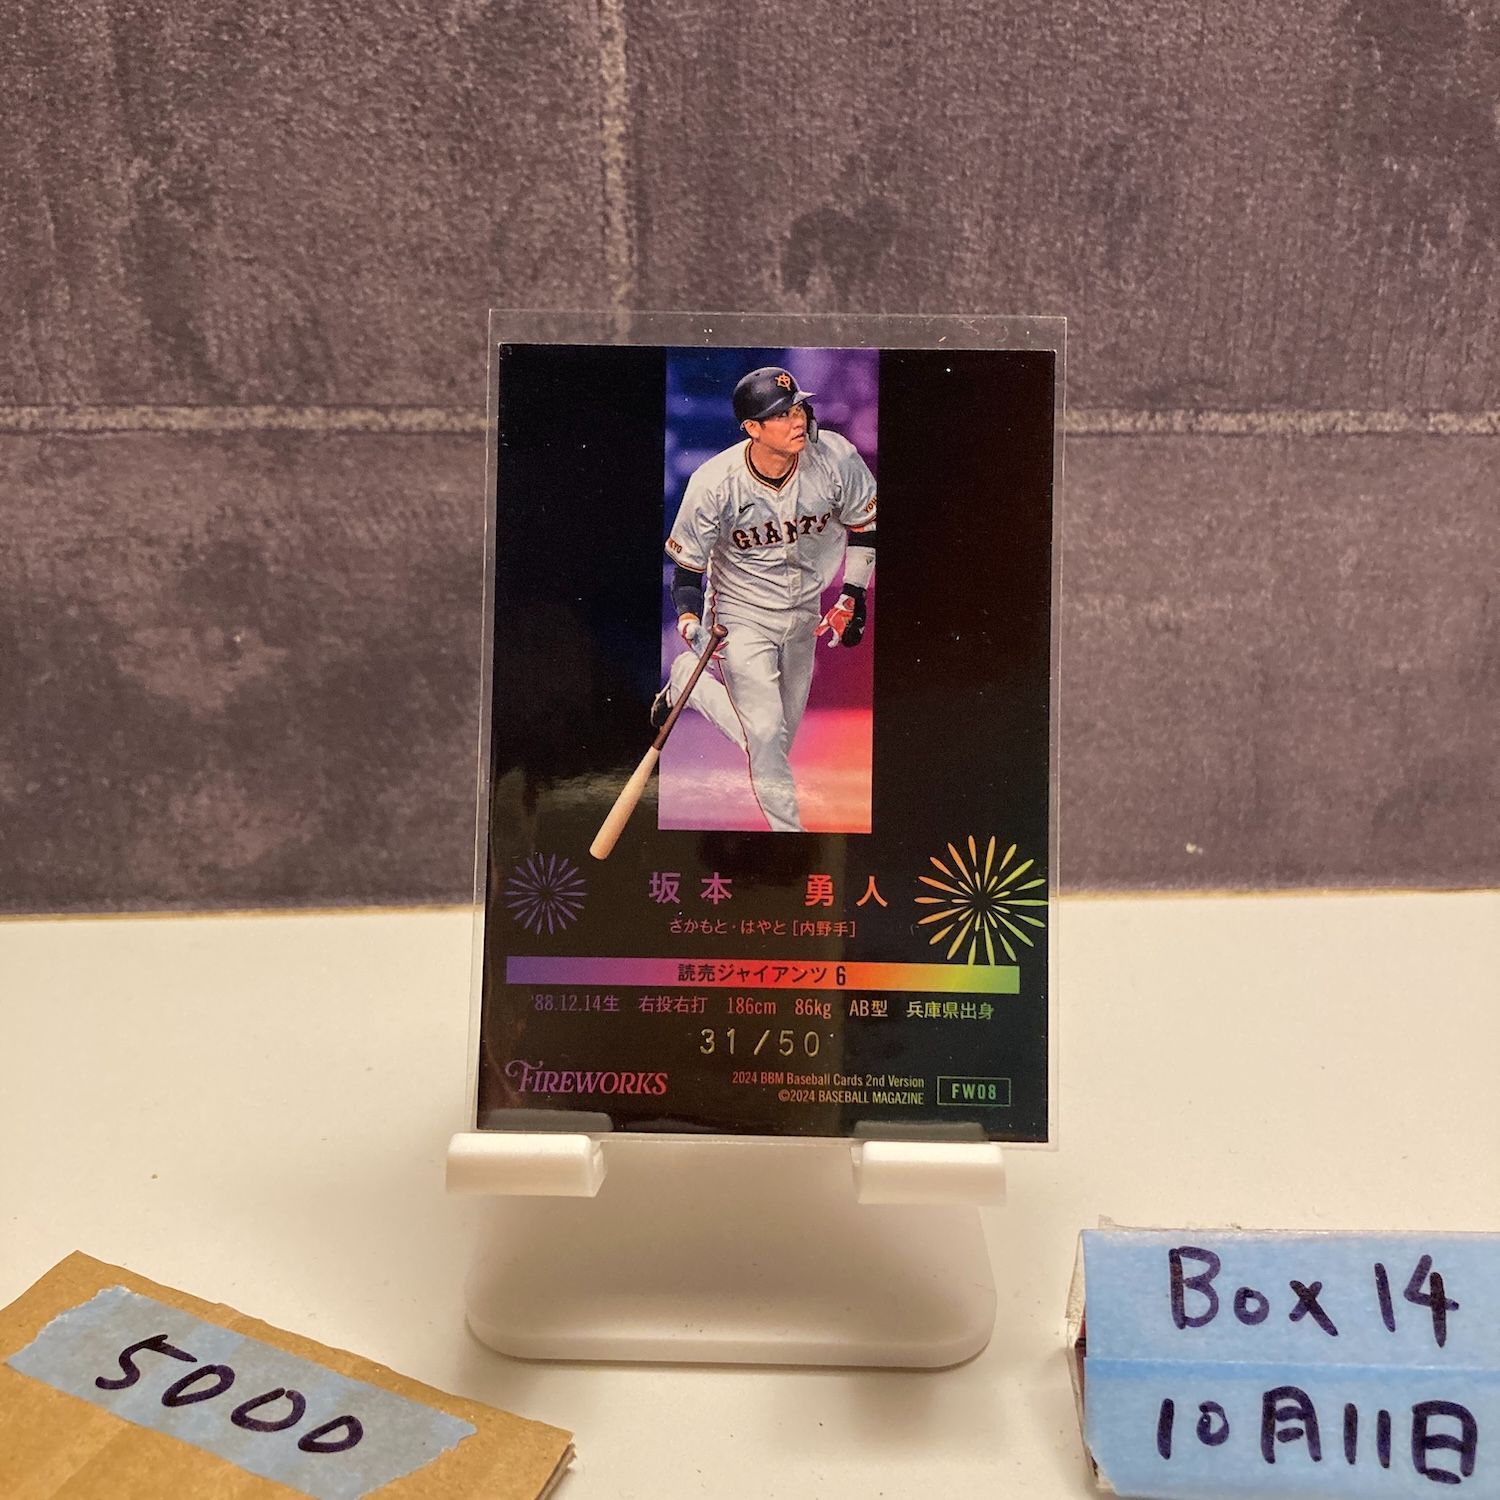 GIANTS
坂本 勇人
さかもと・はやと [内野手]
読売ジャイアンツ 6
'88.12.14生 右投右打 186cm 86kg AB型 兵庫県出身
31/50
FIREWORKS
2024 BBM Baseball Cards 2nd Version
©2024 BASEBALL MAGAZINE
FW08
5000
Box 14
10月11日